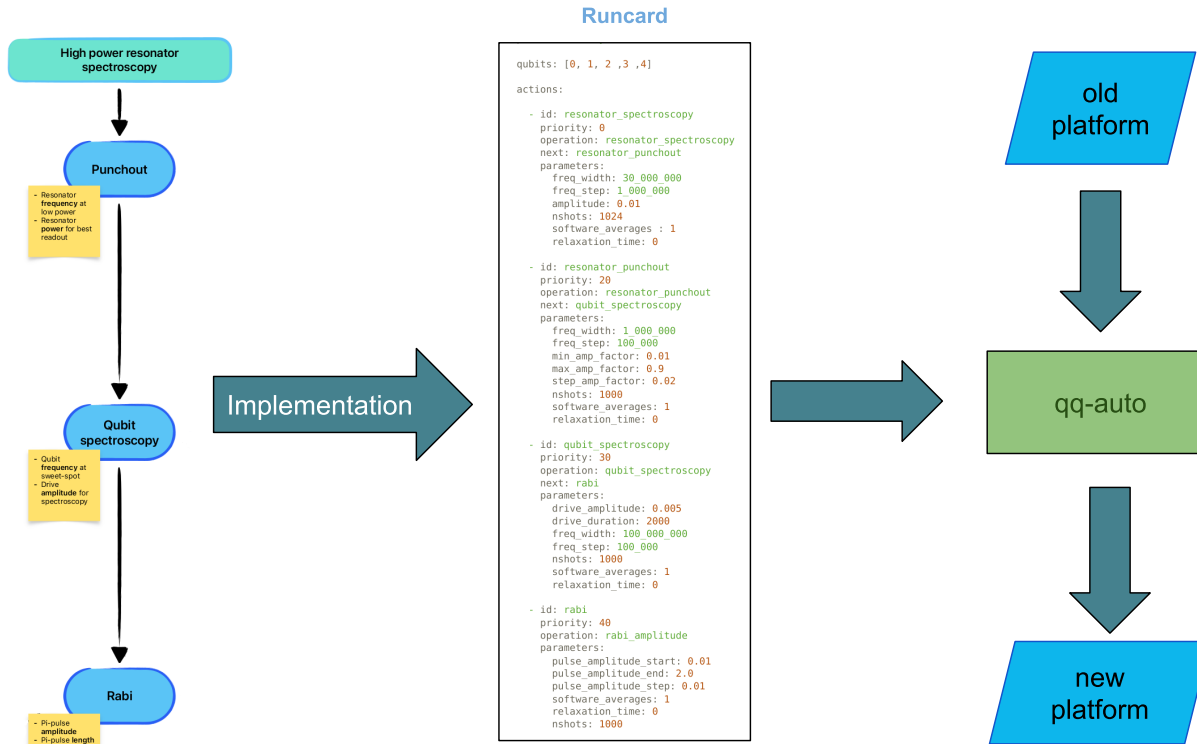 Runcard
High power resonator
spectroscopy
Punchout
- Resonator
frequency at
low power
- Resonator
power for best
readout
Qubit
spectroscopy
- Qubit
frequency at
sweet-spot
- Drive
amplitude for
spectroscopy
Rabi
- Pi-pulse
amplitude
- Pi-pulse length
Implementation
qubits: [0, 1, 2 ,3 ,4]
actions:
- id: resonator_spectroscopy
priority: 0
operation: resonator_spectroscopy
next: resonator_punchout
parameters:
freq_width: 30_000_000
freq_step: 1_000_000
amplitude: 0.01
nshots: 1024
software_averages : 1
relaxation_time: 0
- id: resonator_punchout
priority: 20
operation: resonator_punchout
next: qubit_spectroscopy
parameters:
freq_width: 1_000_000
freq_step: 100_000
min_amp_factor: 0.01
max_amp_factor: 0.9
step_amp_factor: 0.02
nshots: 1000
software_averages: 1
relaxation_time: 0
- id: qubit_spectroscopy
priority: 30
operation: qubit_spectroscopy
next: rabi
parameters:
drive_amplitude: 0.005
drive_duration: 2000
freq_width: 100_000_000
freq_step: 100_000
nshots: 1000
software_averages: 1
relaxation_time: 0
- id: rabi
priority: 40
operation: rabi_amplitude
parameters:
pulse_amplitude_start: 0.01
pulse_amplitude_end: 2.0
pulse_amplitude_step: 0.01
software_averages: 1
relaxation_time: 0
nshots: 1000
old
platform
qq-auto
new
platform